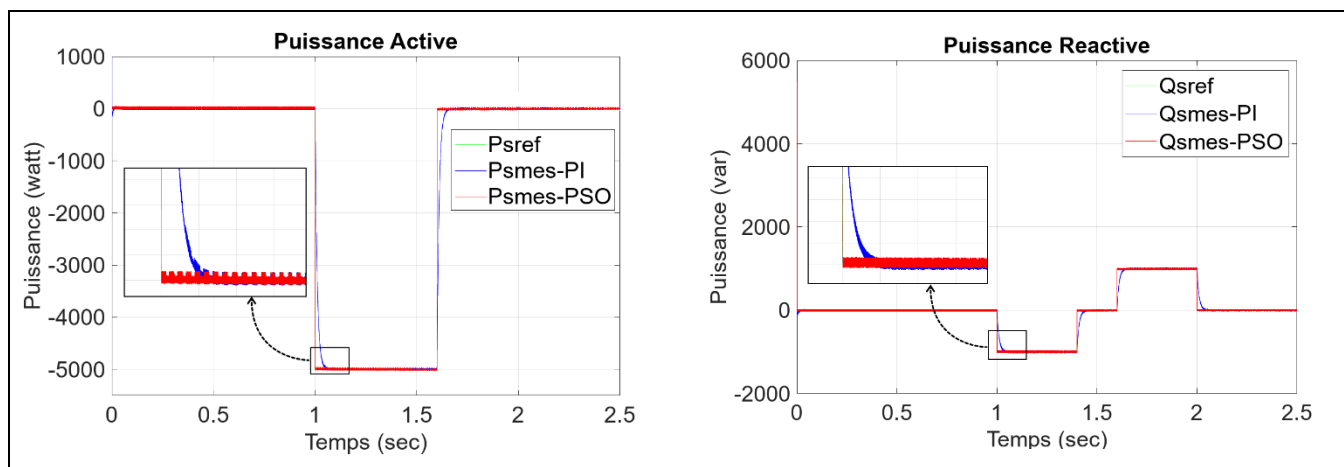 Puissance Active
1000
0
-1000
-2000
-3000
-4000
-5000
Puissance (watt)
Psref
Psmes-PI
Psmes-PSO
0
0.5
1
1.5
2
2.5
Temps (sec)
Puissance Reactive
6000
4000
2000
0
-2000
Puissance (var)
Qsref
Qsmes-PI
Qsmes-PSO
0
0.5
1
1.5
2
2.5
Temps (sec)